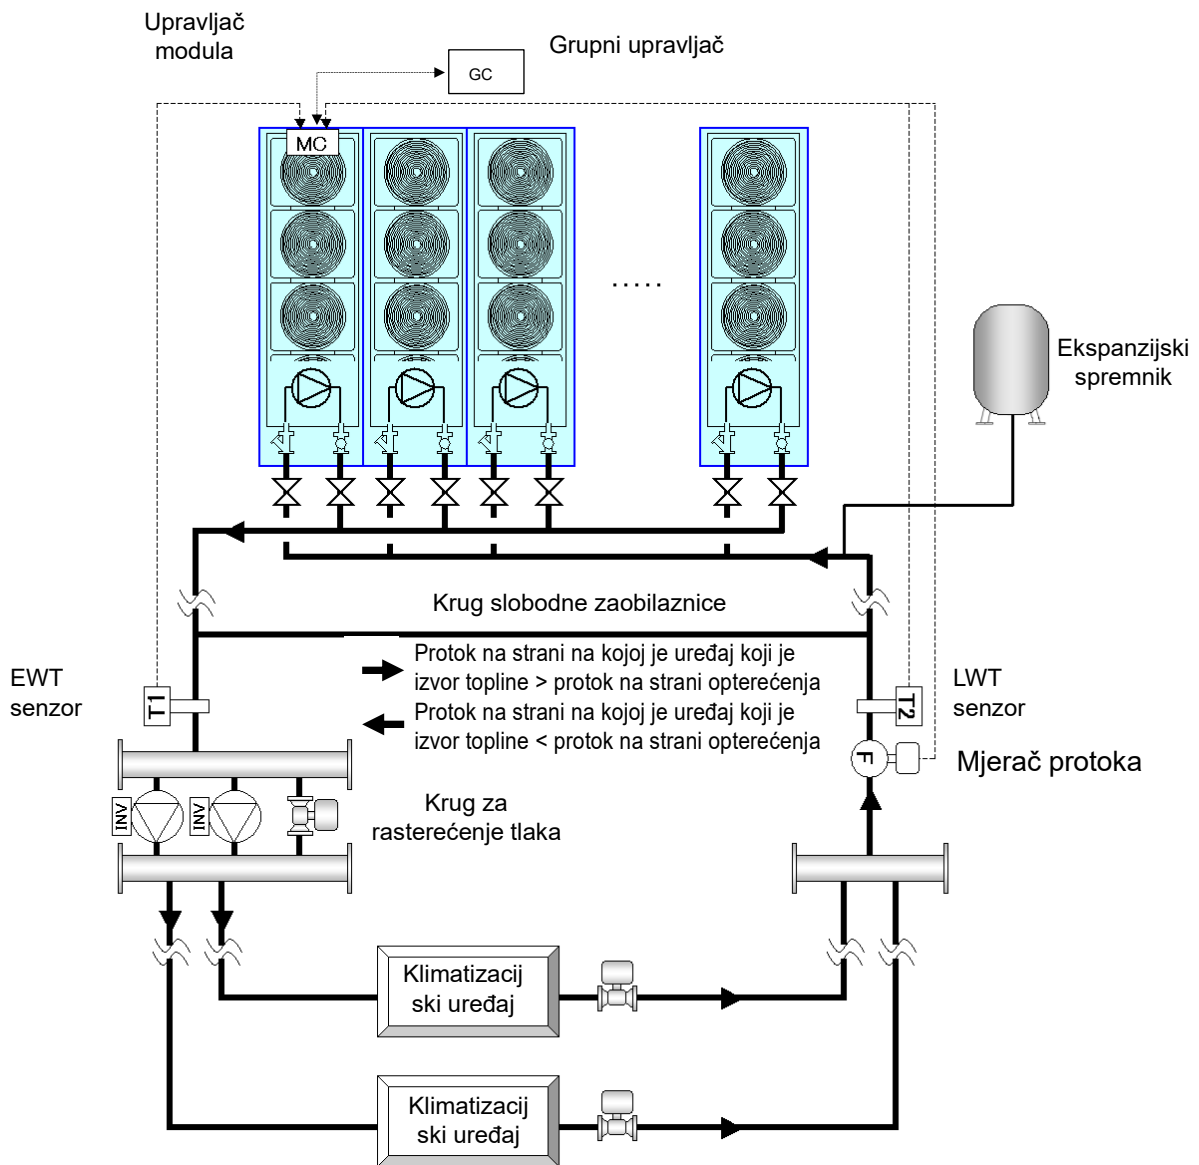 Upravljač
modula
Grupni upravljač
GC
MC
.....
Ekspanzijski
spremnik
Krug slobodne zaobilaznice
Protok na strani na kojoj je uređaj koji je
izvor topline > protok na strani opterećenja
Protok na strani na kojoj je uređaj koji je
izvor topline < protok na strani opterećenja
EWT
senzor
T1
LWT
senzor
T2
F
Mjerač protoka
INV
INV
Krug za
rasterećenje tlaka
Klimatizacij
ski uređaj
Klimatizacij
ski uređaj